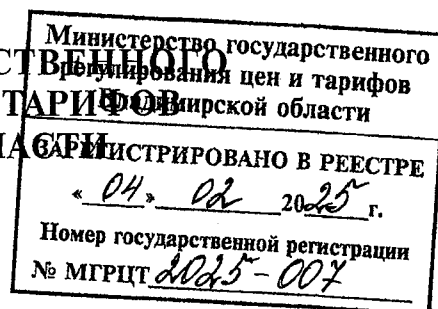 Министерство государственного
регулирования цен и тарифов
Владимирской области
ЗАРЕГИСТРИРОВАНО В РЕЕСТРЕ
« 04 » 02 2025 г.
Номер государственной регистрации
№ МГРЦТ 2025-007